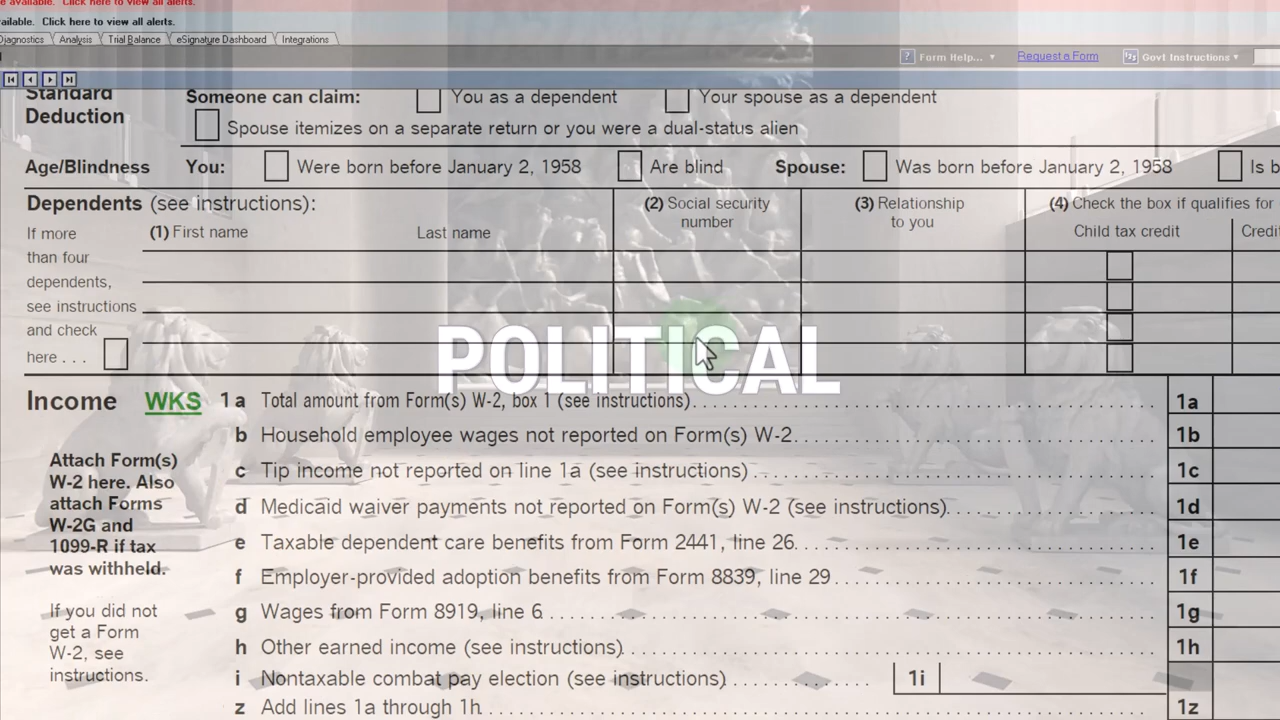 e available. Click here to view all alerts.
ailable. Click here to view all alerts.
Diagnostics Analysis Trial Balance eSignature Dashboard Integrations
Form Help... Request a Form Govt Instructions
Standard Deduction
Someone can claim: You as a dependent Your spouse as a dependent
Spouse itemizes on a separate return or you were a dual-status alien
Age/Blindness You: Were born before January 2, 1958 Are blind Spouse: Was born before January 2, 1958 Is b
Dependents (see instructions):
(2) Social security number
(3) Relationship to you
(4) Check the box if qualifies for
(1) First name Last name Child tax credit Credit
If more
than four
dependents,
see instructions
and check
here . . .
POLITICAL
Income WKS 1 a Total amount from Form(s) W-2, box 1 (see instructions) 1a
b Household employee wages not reported on Form(s) W-2 1b
c Tip income not reported on line 1a (see instructions) 1c
d Medicaid waiver payments not reported on Form(s) W-2 (see instructions) 1d
e Taxable dependent care benefits from Form 2441, line 26 1e
f Employer-provided adoption benefits from Form 8839, line 29 1f
g Wages from Form 8919, line 6 1g
h Other earned income (see instructions) 1h
i Nontaxable combat pay election (see instructions) 1i
z Add lines 1a through 1h 1z
Attach Form(s)
W-2 here. Also
attach Forms
W-2G and
1099-R if tax
was withheld.
If you did not
get a Form
W-2, see
instructions.